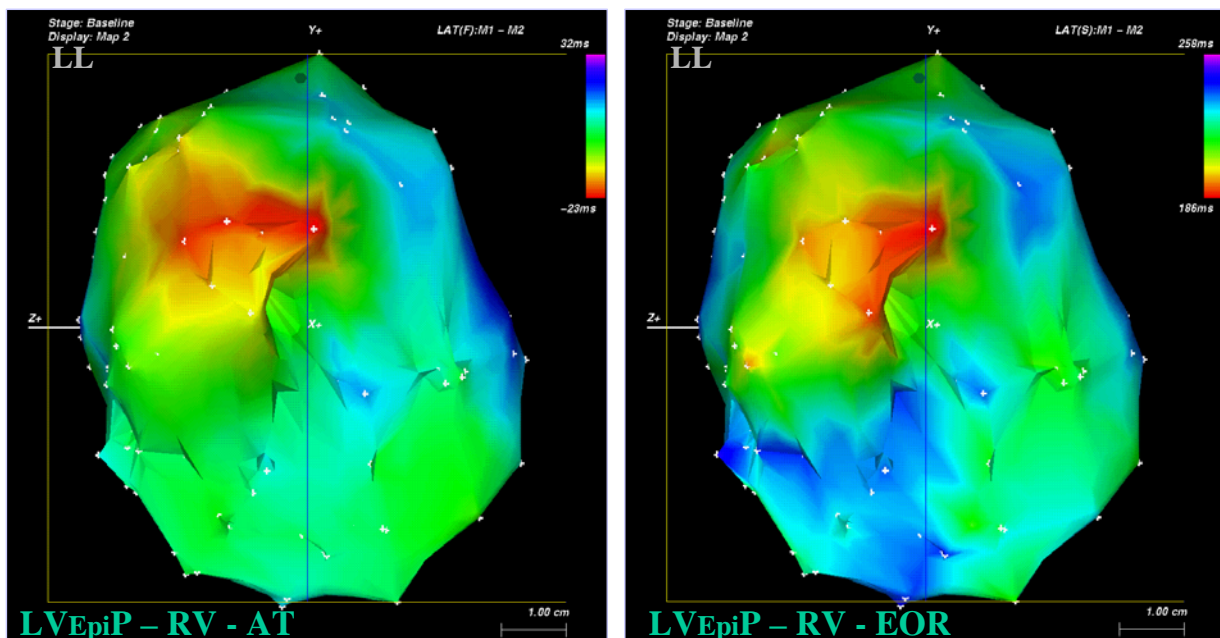 Stage: Baseline
Display: Map 2
Y+
LAT(F):M1 – M2
32ms
LL
-23ms
Z+
X+
1.00 cm
LVEpiP – RV - AT
Stage: Baseline
Display: Map 2
Y+
LAT(S):M1 – M2
258ms
LL
186ms
Z+
X+
1.00 cm
LVEpiP – RV - EOR